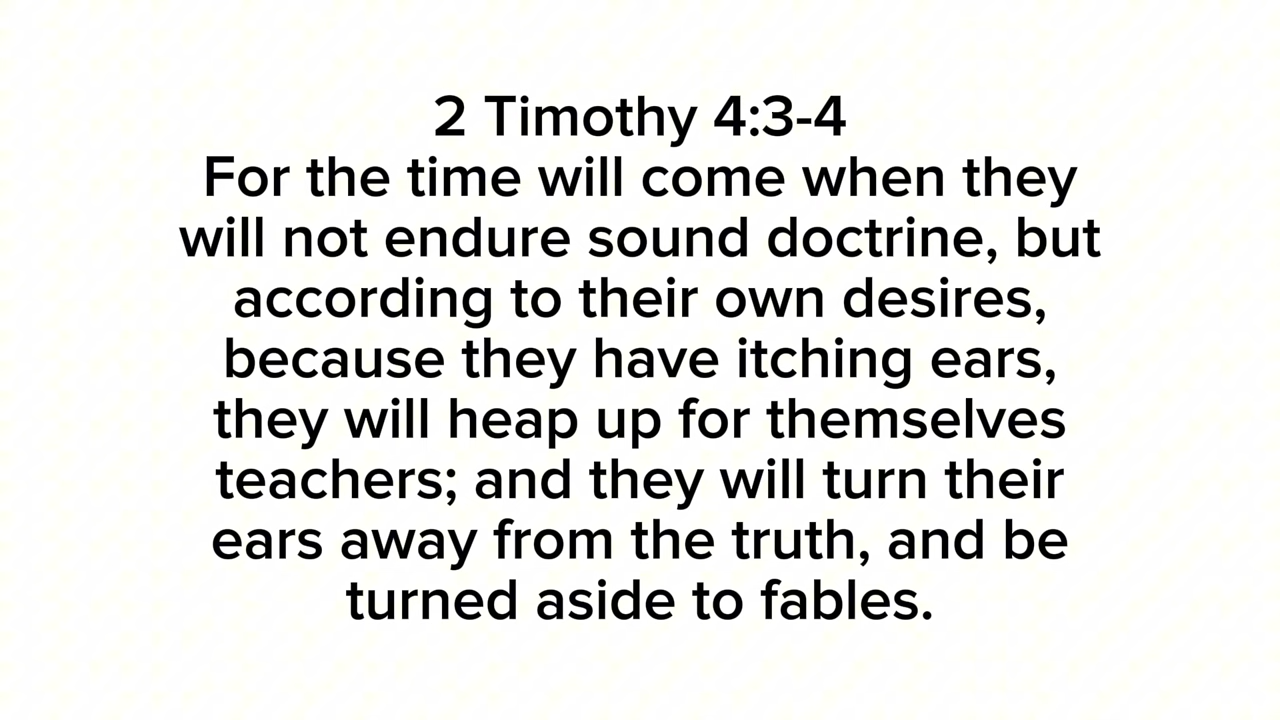 2 Timothy 4:3-4
For the time will come when they
will not endure sound doctrine, but
according to their own desires,
because they have itching ears,
they will heap up for themselves
teachers; and they will turn their
ears away from the truth, and be
turned aside to fables.